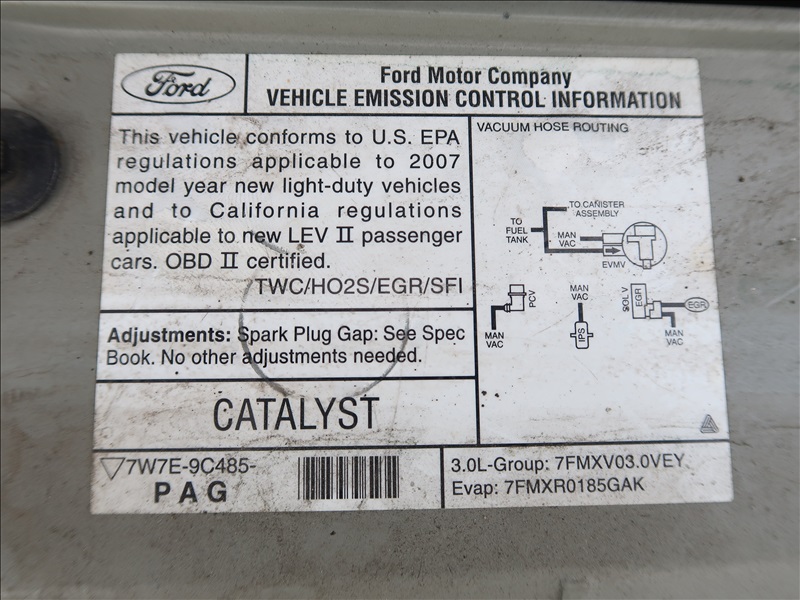 Ford
Ford Motor Company
VEHICLE EMISSION CONTROL INFORMATION
This vehicle conforms to U.S. EPA
regulations applicable to 2007
model year new light-duty vehicles
and to California regulations
applicable to new LEV II passenger
cars. OBD II certified.
TWC/HO2S/EGR/SFI
Adjustments: Spark Plug Gap: See Spec
Book. No other adjustments needed.
CATALYST
VACUUM HOSE ROUTING
TO CANISTER
ASSEMBLY
TO
FUEL
TANK
MAN
VAC
EVMV
PCV
MAN
VAC
MAN
VAC
IPS
SOL V
EGR
EGR
MAN
VAC
7W7E-9C485-
PAG
3.0L-Group: 7FMXV03.0VEY
Evap: 7FMXR0185GAK